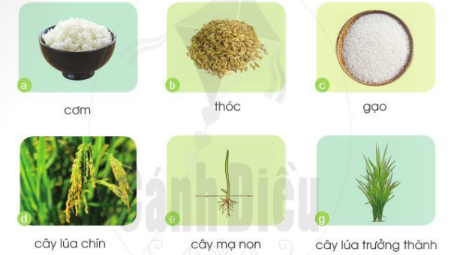 a
b
c
cơm
thóc
gạo
Cánh Diều
d
e
g
cây lúa chín
cây mạ non
cây lúa trưởng thành